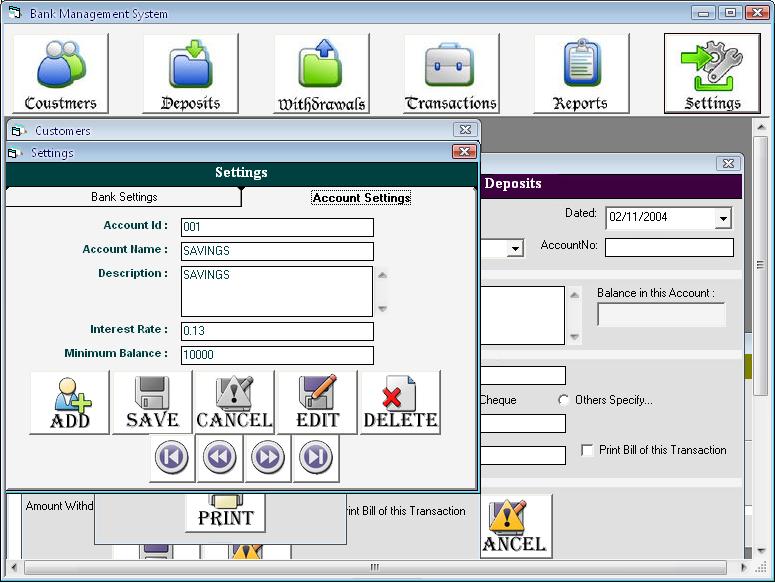 Bank Management System
Coustmers
Deposits
Withdrawals
Transactions
Reports
Settings
Customers
Settings
Settings
Bank Settings
Account Settings
Account Id :
001
Account Name :
SAVINGS
Description :
SAVINGS
Interest Rate :
0.13
Minimum Balance :
10000
ADD
SAVE
CANCEL
EDIT
DELETE
Deposits
Dated:
02/11/2004
AccountNo:
Balance in this Account :
Cheque
Others Specify...
Print Bill of this Transaction
Amount Withd
PRINT
int Bill of this Transaction
ANCEL